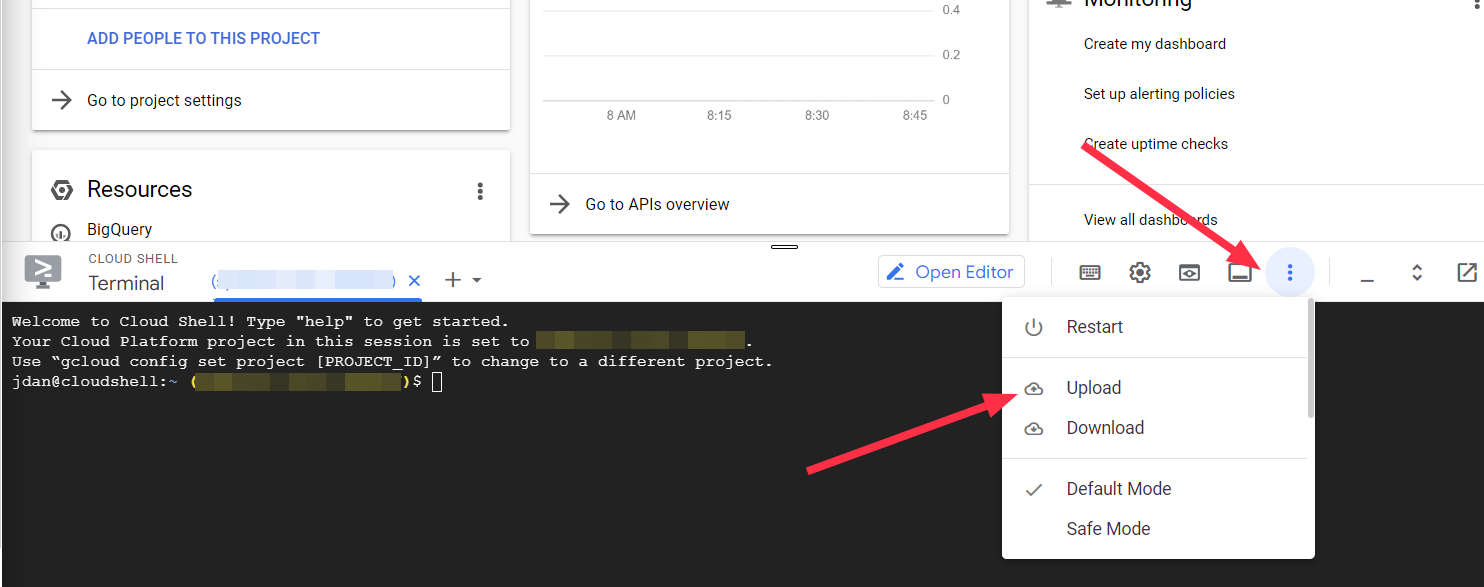 ADD PEOPLE TO THIS PROJECT
Go to project settings
Resources
BigQuery
0.4
0.2
0
8 AM 8:15 8:30 8:45
Go to APIs overview
Monitoring
Create my dashboard
Set up alerting policies
Create uptime checks
View all dashboards
CLOUD SHELL
Terminal
Open Editor
Welcome to Cloud Shell! Type "help" to get started.
Your Cloud Platform project in this session is set to .
Use “gcloud config set project [PROJECT_ID]” to change to a different project.
jdan@cloudshell:~ ()$
Restart
Upload
Download
Default Mode
Safe Mode